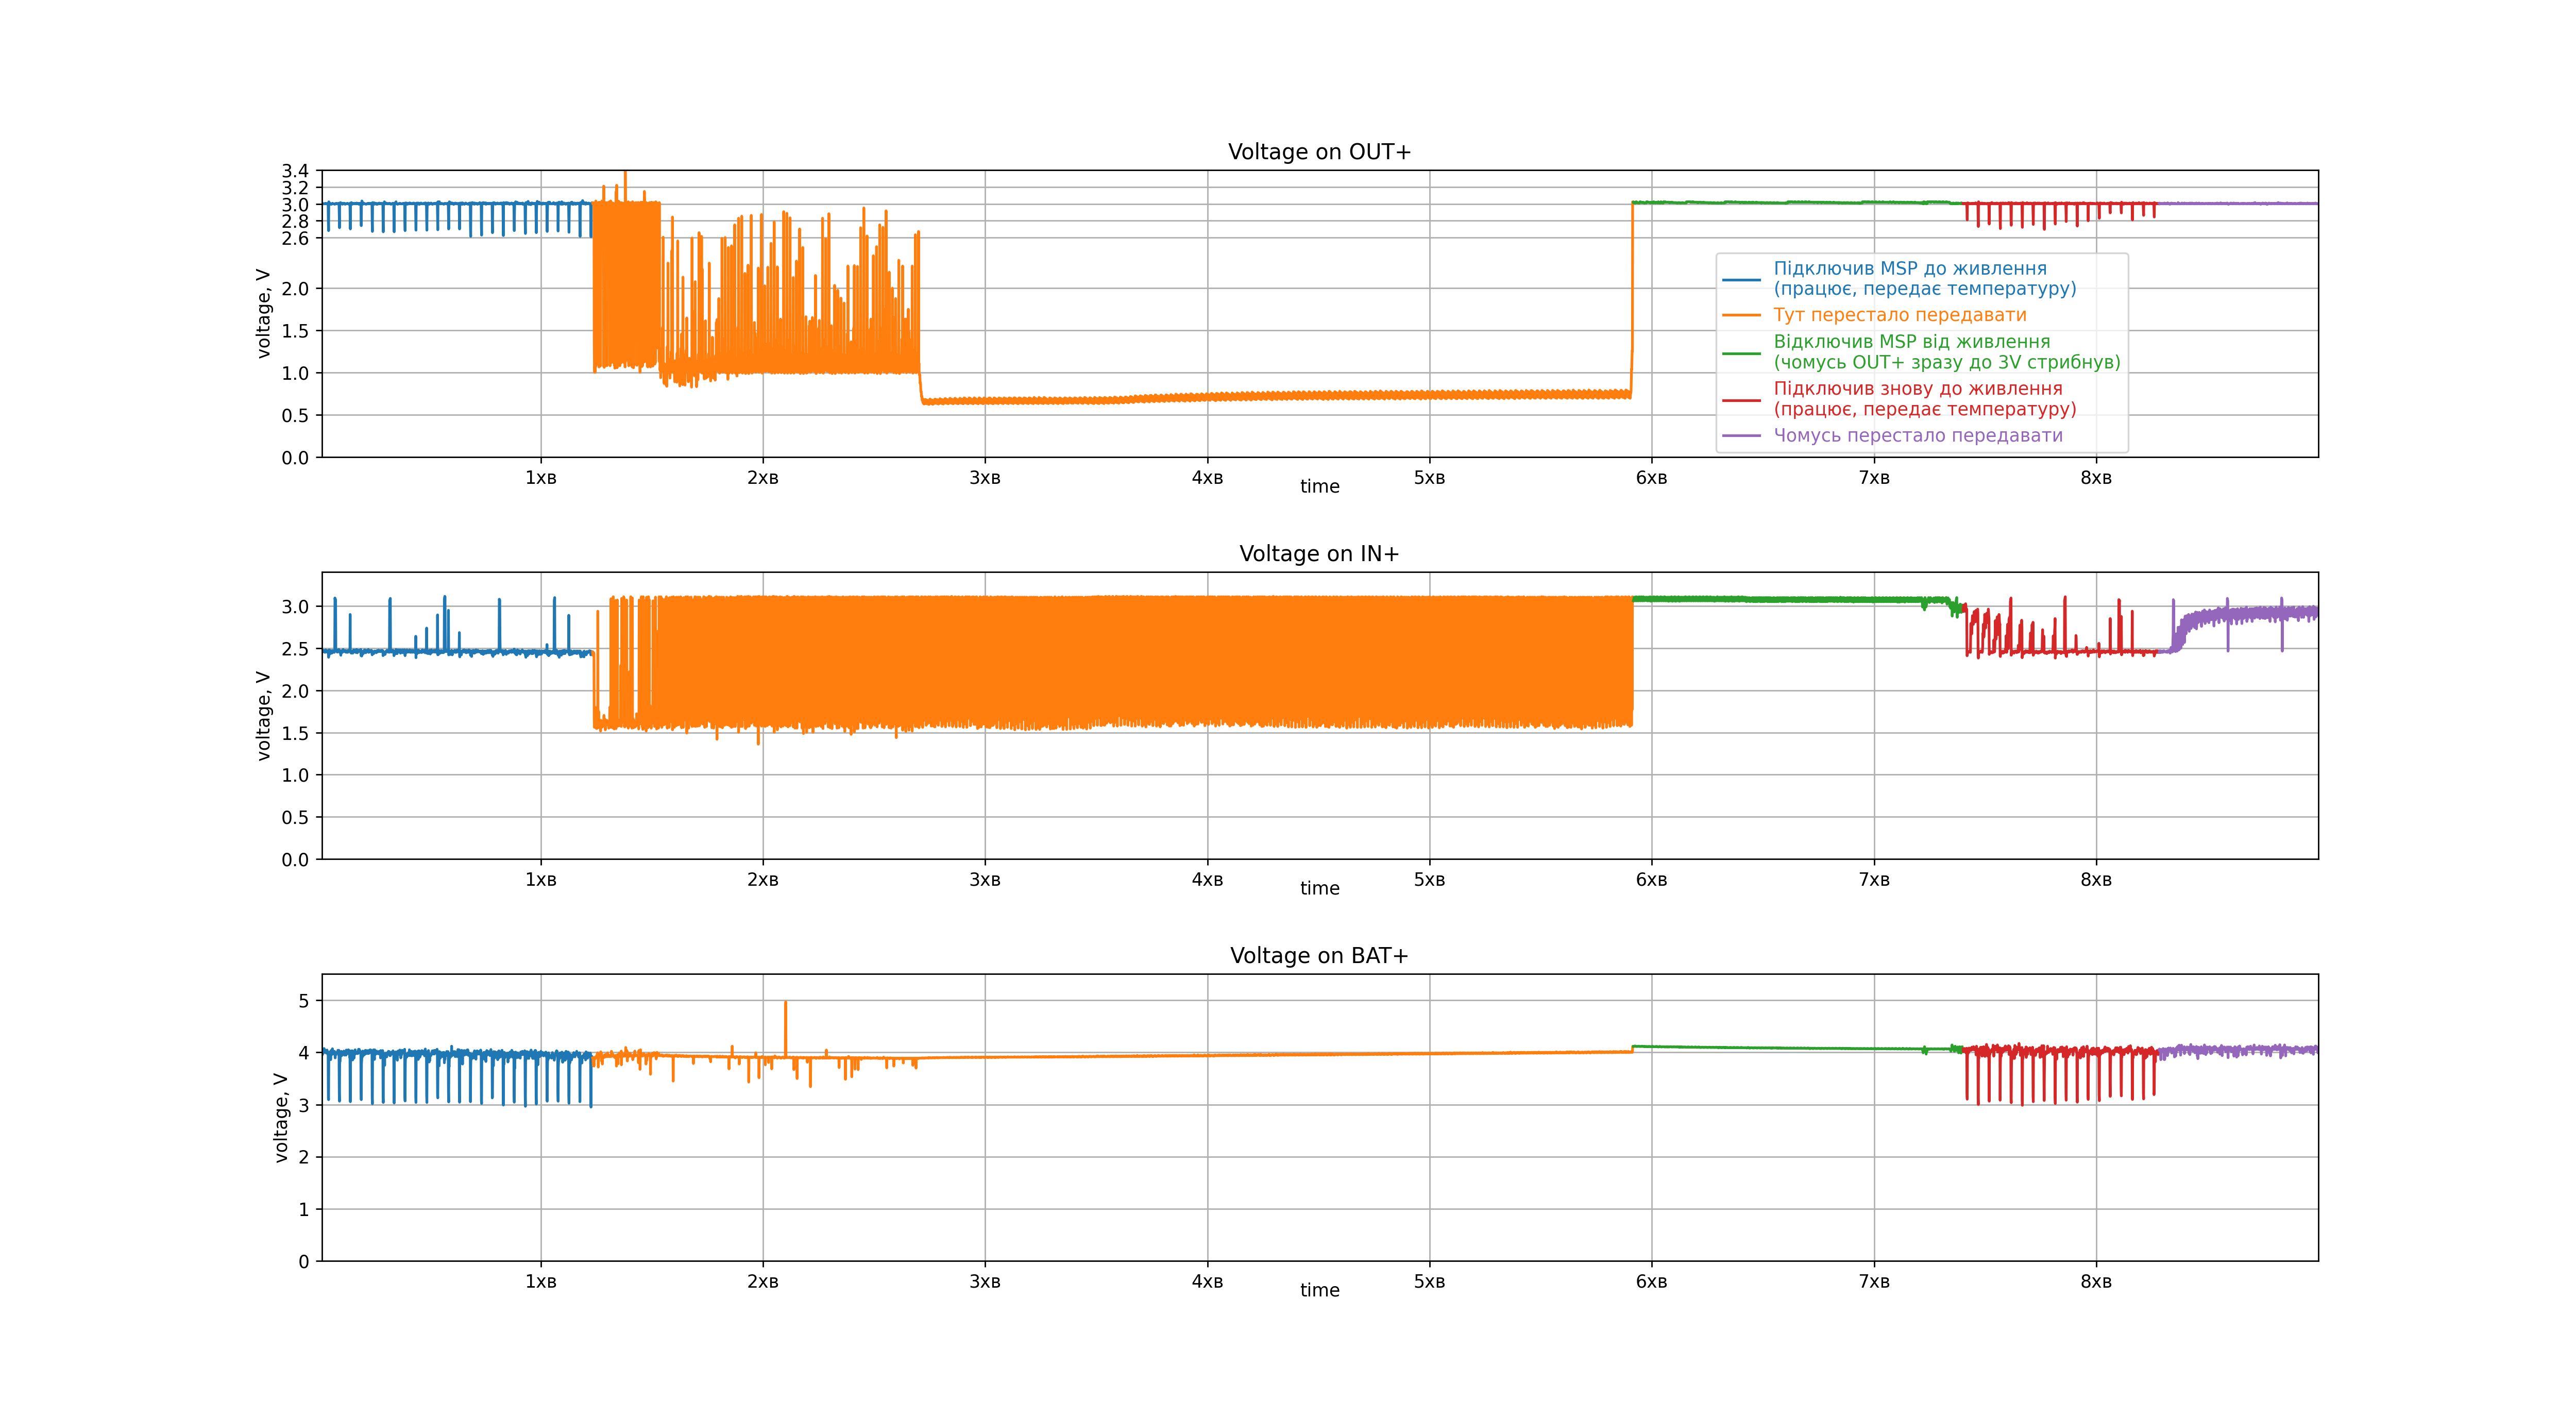 Voltage on OUT+
3.4
3.2
3.0
2.8
2.6
2.0
1.5
1.0
0.5
0.0
voltage, V
Підключив MSP до живлення
(працює, передає температуру)
Тут перестало передавати
Відключив MSP від живлення
(чомусь OUT+ зразу до 3V стрибнув)
Підключив знову до живлення
(працює, передає температуру)
Чомусь перестало передавати
1хв 2хв 3хв 4хв 5хв 6хв 7хв 8хв
time
Voltage on IN+
3.0
2.5
2.0
1.5
1.0
0.5
0.0
voltage, V
1хв 2хв 3хв 4хв 5хв 6хв 7хв 8хв
time
Voltage on BAT+
5
4
3
2
1
0
voltage, V
1хв 2хв 3хв 4хв 5хв 6хв 7хв 8хв
time